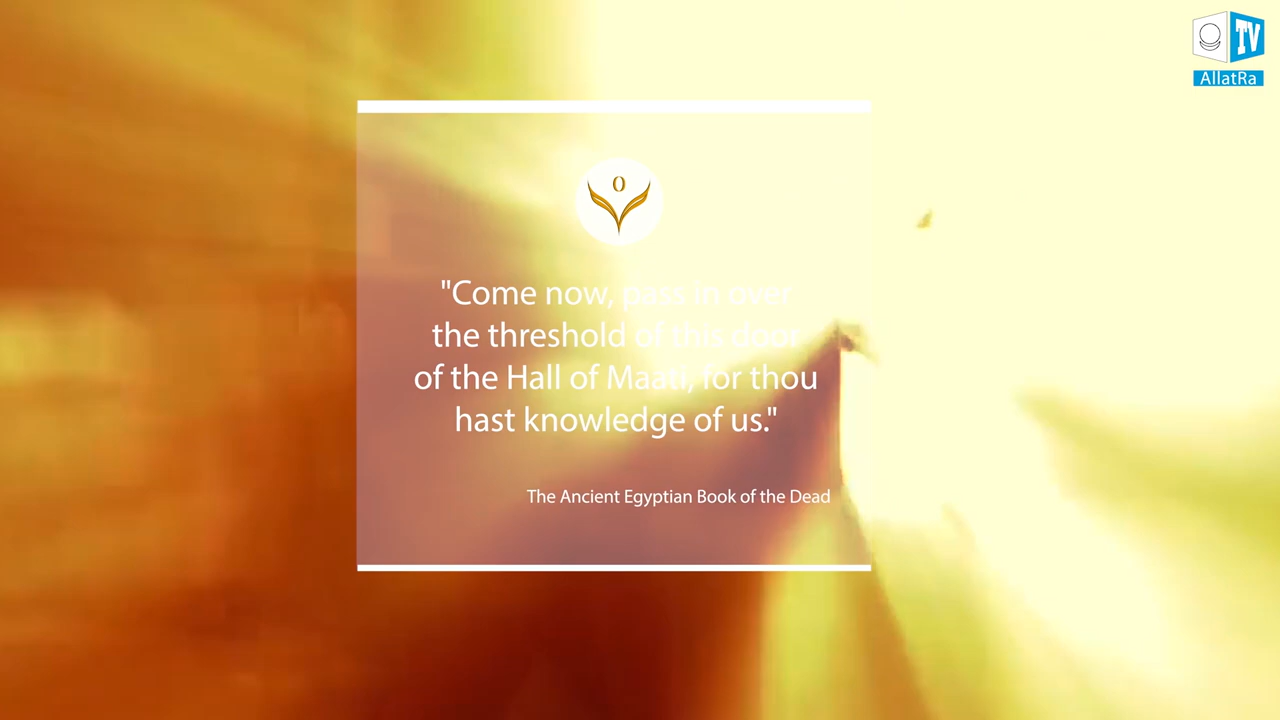 TV
AllatRa
"Come now, pass in over
the threshold of this door
of the Hall of Maati, for thou
hast knowledge of us."
The Ancient Egyptian Book of the Dead